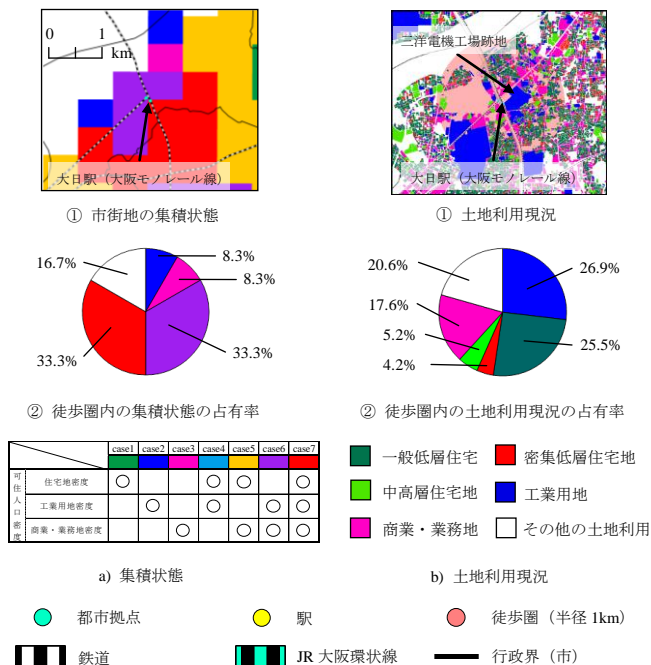 0 1
km
大日駅（大阪モノレール線）
① 市街地の集積状態
三洋電機工場跡地
大日駅（大阪モノレール線）
① 土地利用現況
8.3%
8.3%
33.3%
33.3%
16.7%
② 徒歩圏内の集積状態の占有率
26.9%
25.5%
4.2%
5.2%
17.6%
20.6%
② 徒歩圏内の土地利用現況の占有率
case1 case2 case3 case4 case5 case6 case7
可住人口密度
住宅地密度 ○ ○ ○ ○
工業用地密度 ○ ○ ○ ○
商業・業務地密度 ○ ○ ○ ○
a) 集積状態
一般低層住宅 密集低層住宅地
中高層住宅地 工業用地
商業・業務地 その他の土地利用
b) 土地利用現況
都市拠点 駅 徒歩圏（半径 1km）
鉄道 JR 大阪環状線 行政界（市）